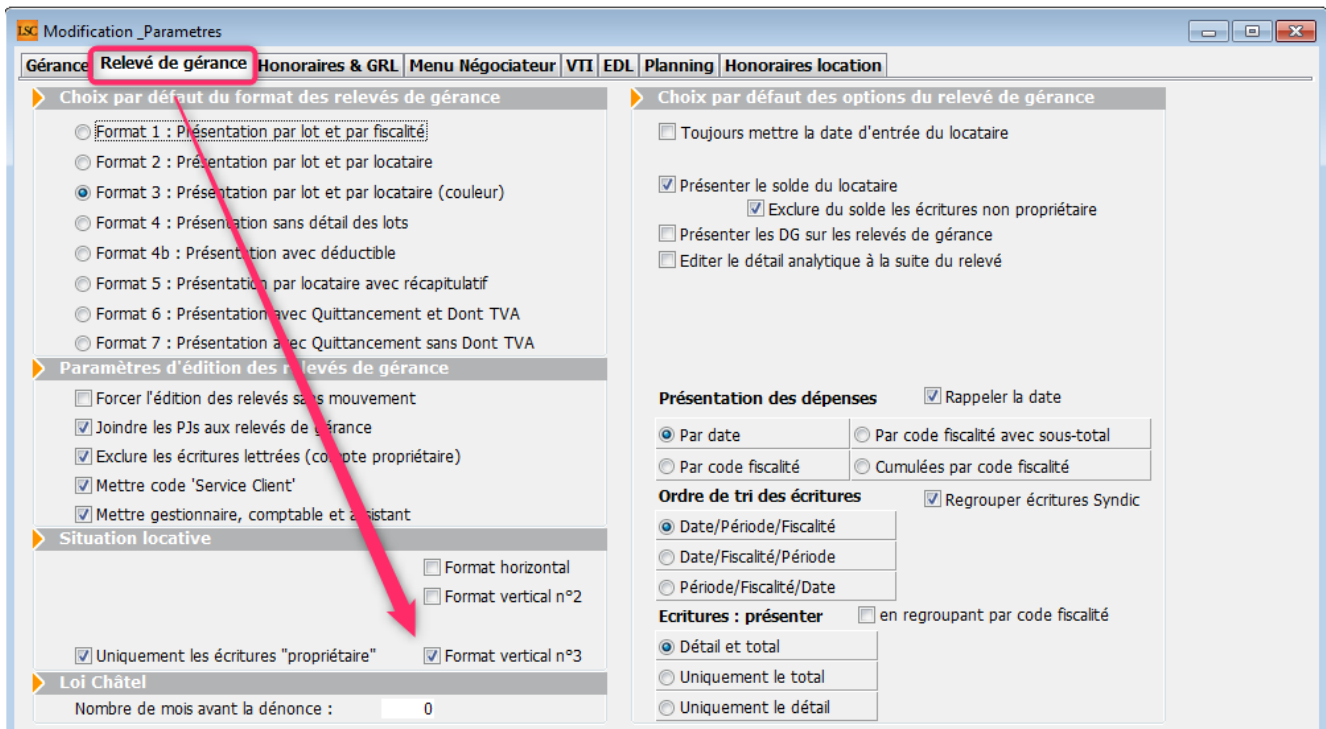 LSC Modification _Parametres
Gérance Relevé de gérance Honoraires & GRL Menu Négociateur VTI EDL Planning Honoraires location
Choix par défaut du format des relevés de gérance
Format 1 : Présentation par lot et par fiscalité
Format 2 : Présentation par lot et par locataire
Format 3 : Présentation par lot et par locataire (couleur)
Format 4 : Présentation sans détail des lots
Format 4b : Présentation avec déductible
Format 5 : Présentation par locataire avec récapitulatif
Format 6 : Présentation avec Quittancement et Dont TVA
Format 7 : Présentation avec Quittancement sans Dont TVA
Paramètres d'édition des relevés de gérance
Forcer l'édition des relevés sans mouvement
Joindre les PJs aux relevés de gérance
Exclure les écritures lettrées (compte propriétaire)
Mettre code 'Service Client'
Mettre gestionnaire, comptable et assistant
Situation locative
Format horizontal
Format vertical n°2
Uniquement les écritures "propriétaire" Format vertical n°3
Loi Châtel
Nombre de mois avant la dénonce : 0
Choix par défaut des options du relevé de gérance
Toujours mettre la date d'entrée du locataire
Présenter le solde du locataire
Exclure du solde les écritures non propriétaire
Présenter les DG sur les relevés de gérance
Editer le détail analytique à la suite du relevé
Présentation des dépenses Rappeler la date
Par date Par code fiscalité avec sous-total
Par code fiscalité Cumulées par code fiscalité
Ordre de tri des écritures Regrouper écritures Syndic
Date/Période/Fiscalité
Date/Fiscalité/Période
Période/Fiscalité/Date
Ecritures : présenter en regroupant par code fiscalité
Détail et total
Uniquement le total
Uniquement le détail